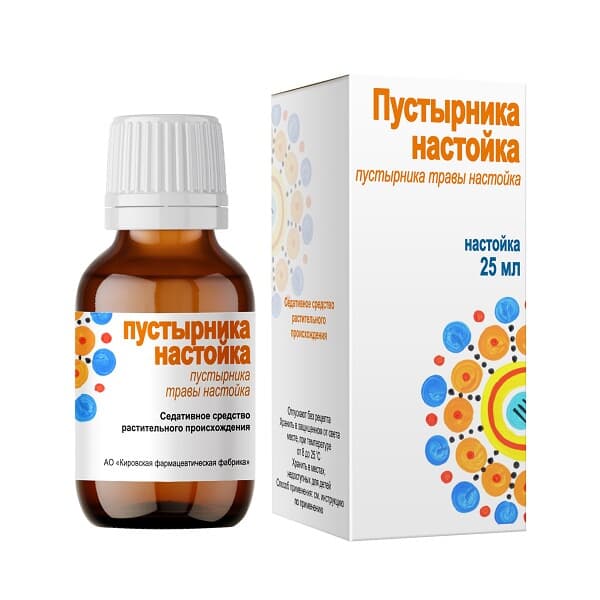 пустырника
настойка
пустырника
травы настойка
Седативное средство
растительного происхождения
АО «Кировская фармацевтическая фабрика»
Пустырника
настойка
пустырника травы настойка
настойка
25 мл
Седативное средство
растительного
происхождения
Отпускают без рецепта
Хранить в защищенном от света
месте, при температуре
от 8 до 25 °С
Хранить в местах,
недоступных для детей
Способ применения: см. инструкцию
по применению